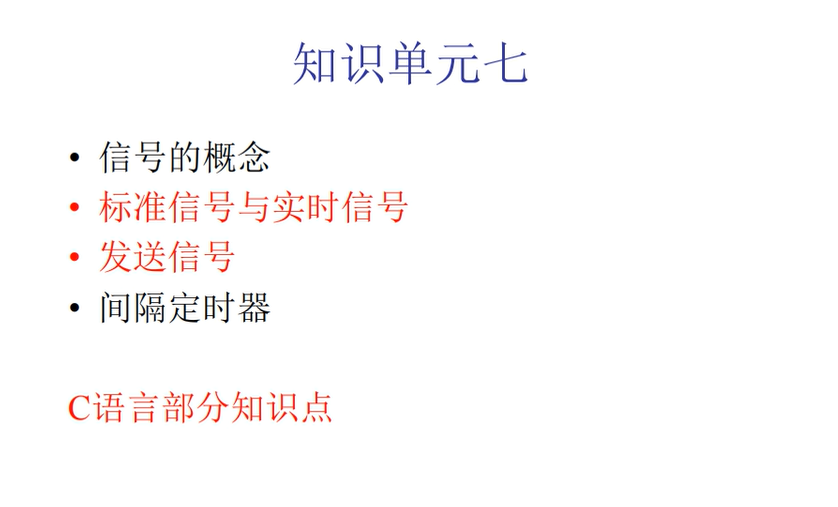 知识单元七
• 信号的概念
• 标准信号与实时信号
• 发送信号
• 间隔定时器
C语言部分知识点